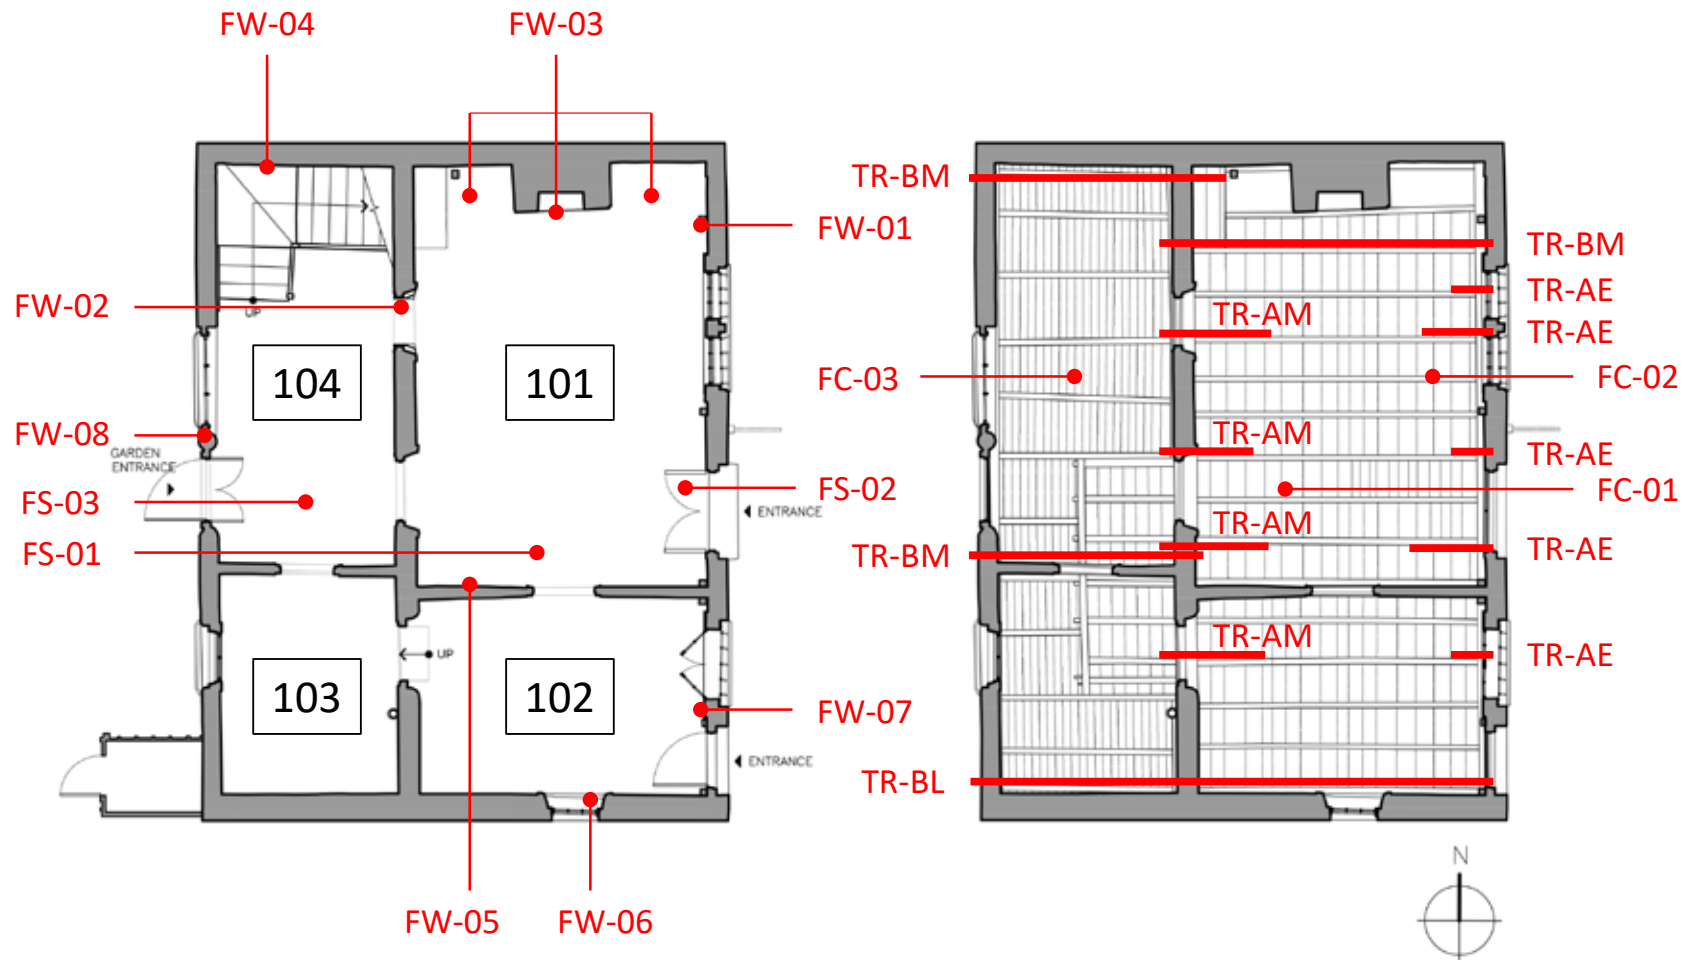 FW-04
FW-03
FW-01
FW-02
UP
104
101
FW-08
GARDEN
ENTRANCE
FS-03
FS-02
ENTRANCE
FS-01
UP
103
102
FW-07
ENTRANCE
FW-05
FW-06
TR-BM
TR-BM
TR-AE
TR-AM
TR-AE
FC-03
FC-02
TR-AM
TR-AE
FC-01
TR-AM
TR-BM
TR-AE
TR-AM
TR-AE
TR-BL
N